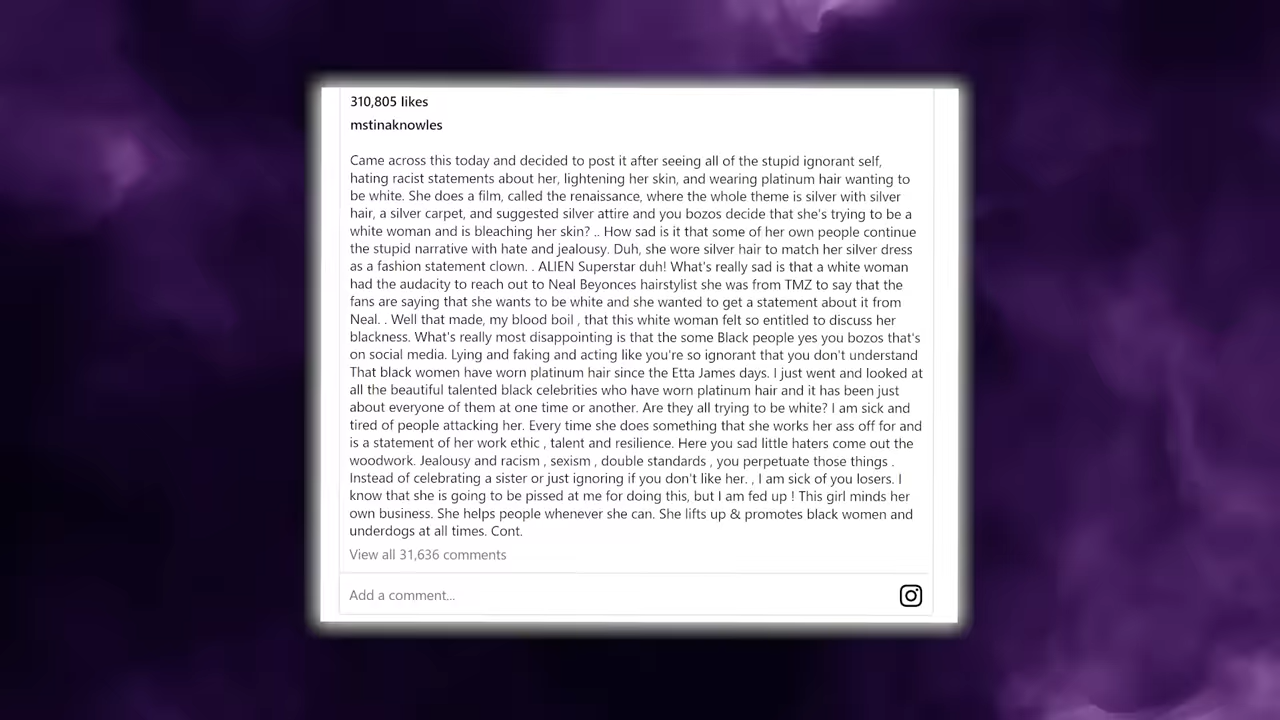 310,805 likes
mstinaknowles
Came across this today and decided to post it after seeing all of the stupid ignorant self,
hating racist statements about her, lightening her skin, and wearing platinum hair wanting to
be white. She does a film, called the renaissance, where the whole theme is silver with silver
hair, a silver carpet, and suggested silver attire and you bozos decide that she's trying to be a
white woman and is bleaching her skin? .. How sad is it that some of her own people continue
the stupid narrative with hate and jealousy. Duh, she wore silver hair to match her silver dress
as a fashion statement clown. . ALIEN Superstar duh! What's really sad is that a white woman
had the audacity to reach out to Neal Beyonces hairstylist she was from TMZ to say that the
fans are saying that she wants to be white and she wanted to get a statement about it from
Neal. . Well that made, my blood boil , that this white woman felt so entitled to discuss her
blackness. What's really most disappointing is that the some Black people yes you bozos that's
on social media. Lying and faking and acting like you're so ignorant that you don't understand
That black women have worn platinum hair since the Etta James days. I just went and looked at
all the beautiful talented black celebrities who have worn platinum hair and it has been just
about everyone of them at one time or another. Are they all trying to be white? I am sick and
tired of people attacking her. Every time she does something that she works her ass off for and
is a statement of her work ethic , talent and resilience. Here you sad little haters come out the
woodwork. Jealousy and racism , sexism , double standards , you perpetuate those things .
Instead of celebrating a sister or just ignoring if you don't like her. , I am sick of you losers. I
know that she is going to be pissed at me for doing this, but I am fed up ! This girl minds her
own business. She helps people whenever she can. She lifts up & promotes black women and
underdogs at all times. Cont.
View all 31,636 comments
Add a comment...